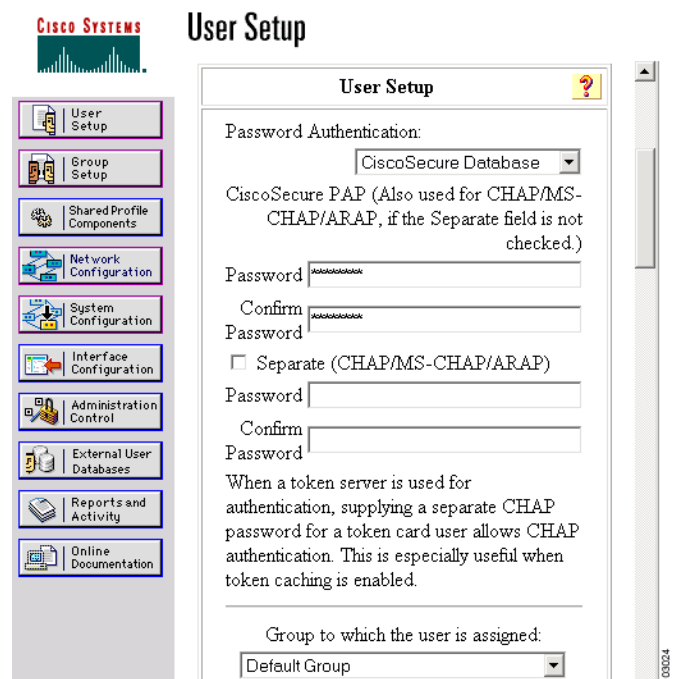 CISCO SYSTEMS
User Setup
User
Setup
Group
Setup
Shared Profile
Components
Network
Configuration
System
Configuration
Interface
Configuration
Administration
Control
External User
Databases
Reports and
Activity
Online
Documentation
User Setup
?
Password Authentication:
CiscoSecure Database
CiscoSecure PAP (Also used for CHAP/MS-
CHAP/ARAP, if the Separate field is not
checked.)
Password
Confirm
Password
Separate (CHAP/MS-CHAP/ARAP)
Password
Confirm
Password
When a token server is used for
authentication, supplying a separate CHAP
password for a token card user allows CHAP
authentication. This is especially useful when
token caching is enabled.
Group to which the user is assigned:
Default Group
03024